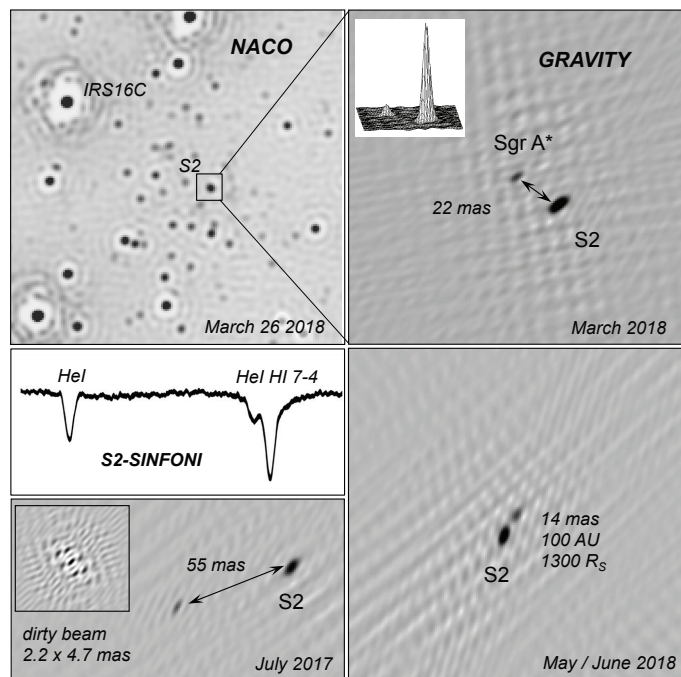 NACO
IRS16C
S2
March 26 2018
GRAVITY
Sgr A*
22 mas
S2
March 2018
HeI
HeI HI 7-4
S2-SINFONI
55 mas
S2
dirty beam
2.2 x 4.7 mas
July 2017
14 mas
100 AU
1300 R_S
S2
May / June 2018